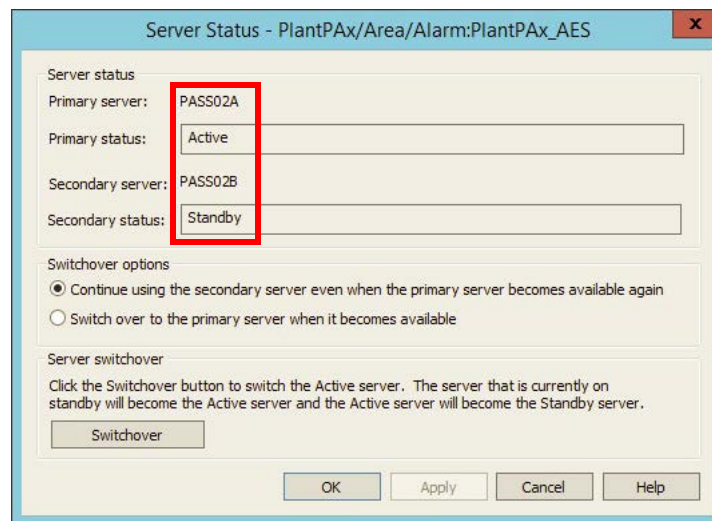 Server Status - PlantPAx/Area/Alarm:PlantPAx_AES
x
Server status
Primary server: PASS02A
Primary status: Active
Secondary server: PASS02B
Secondary status: Standby
Switchover options
Continue using the secondary server even when the primary server becomes available again
Switch over to the primary server when it becomes available
Server switchover
Click the Switchover button to switch the Active server. The server that is currently on
standby will become the Active server and the Active server will become the Standby server.
Switchover
OK Apply Cancel Help